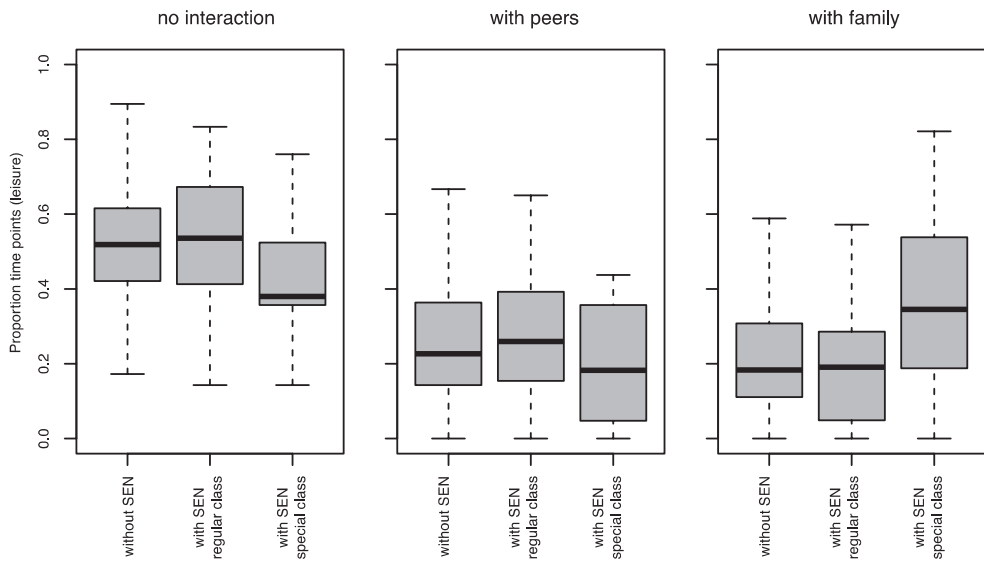 no interaction
with peers
with family
Proportion time points (leisure)
1.0
0.8
0.6
0.4
0.2
0.0
without SEN
with SEN
regular class
with SEN
special class
without SEN
with SEN
regular class
with SEN
special class
without SEN
with SEN
regular class
with SEN
special class